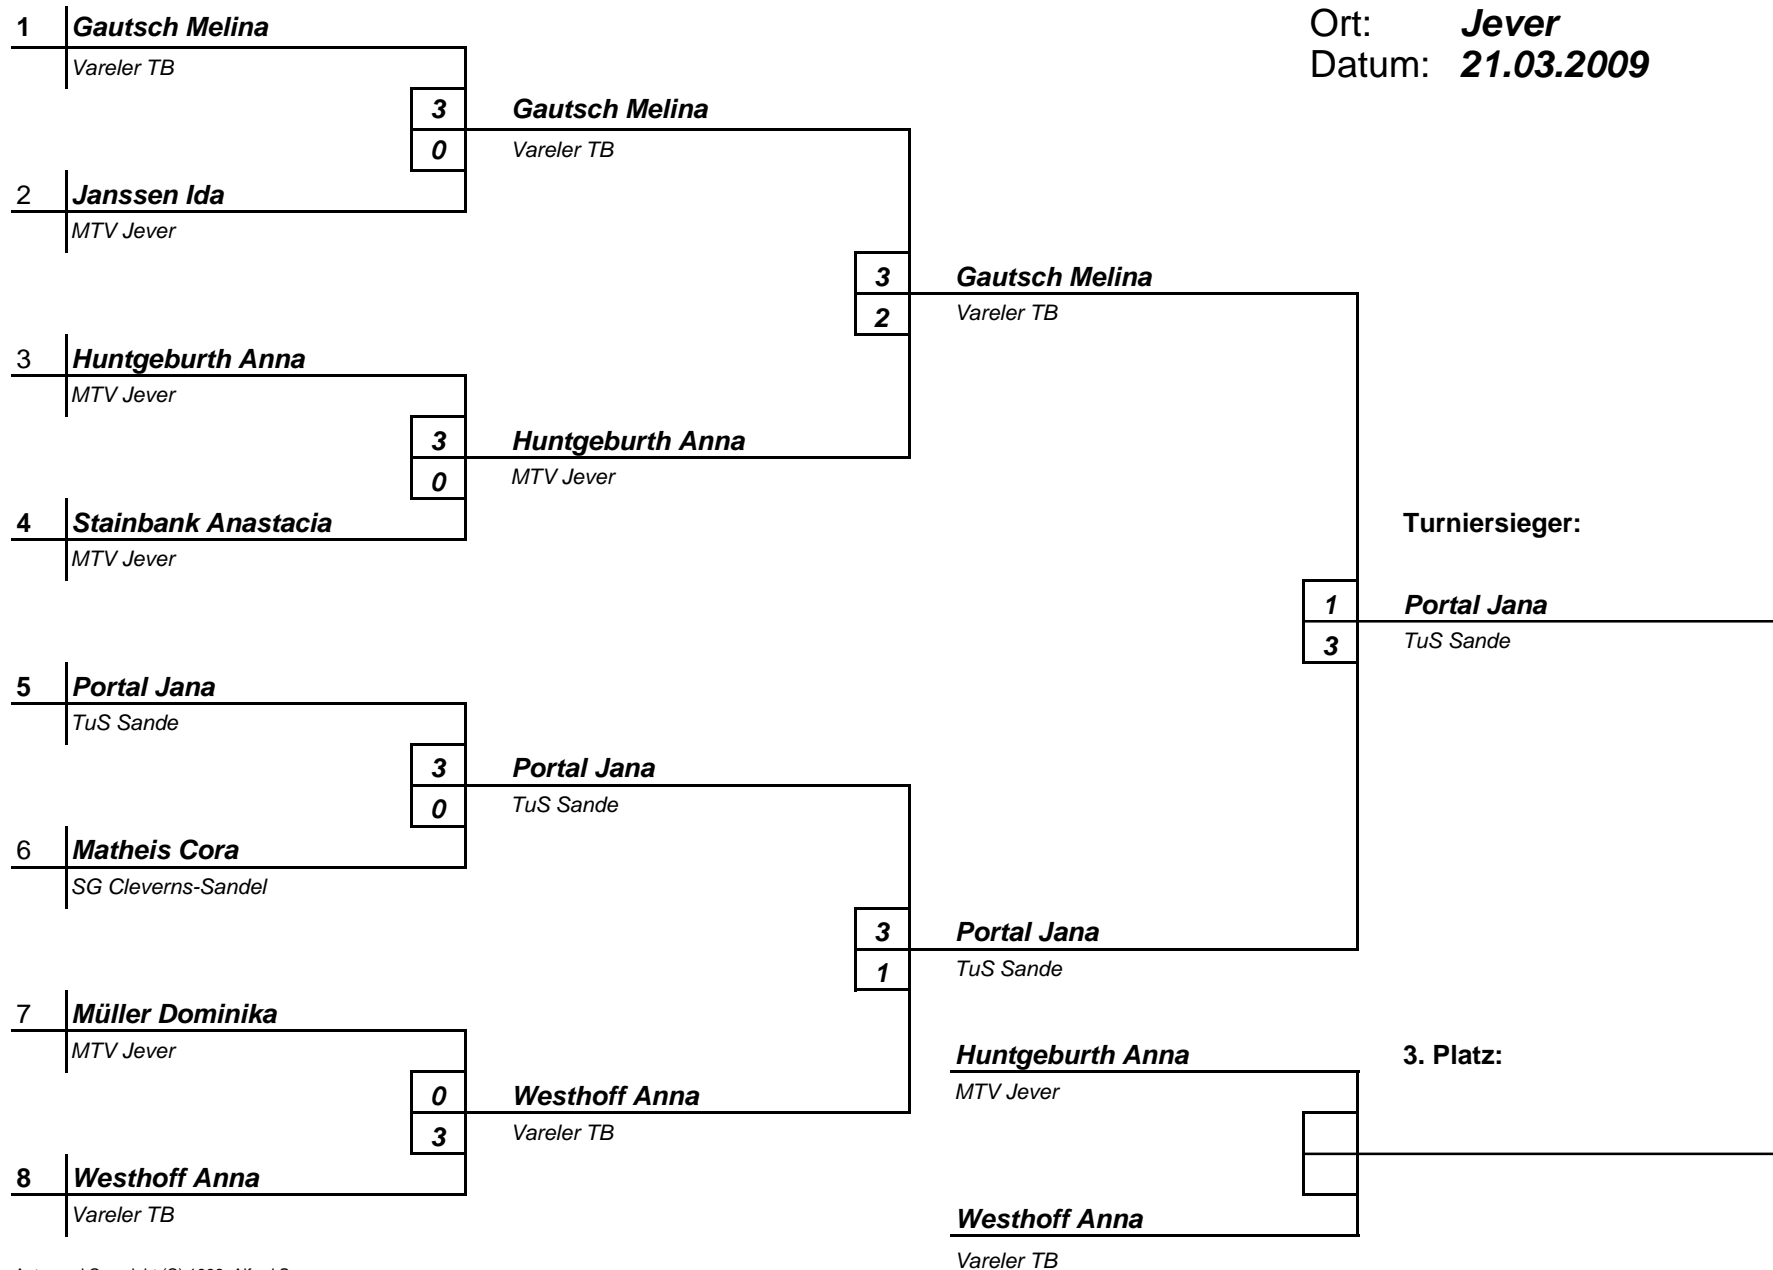 Ort: Jever
Datum: 21.03.2009
1 Gautsch Melina
Vareler TB
3 Gautsch Melina
0 Vareler TB
2 Janssen Ida
MTV Jever
3 Gautsch Melina
2 Vareler TB
3 Huntgeburth Anna
MTV Jever
3 Huntgeburth Anna
0 MTV Jever
4 Stainbank Anastacia
MTV Jever
Turniersieger:
1 Portal Jana
3 TuS Sande
5 Portal Jana
TuS Sande
3 Portal Jana
0 TuS Sande
6 Matheis Cora
SG Cleverns-Sandel
3 Portal Jana
1 TuS Sande
7 Müller Dominika
MTV Jever
Huntgeburth Anna 3. Platz:
MTV Jever
0 Westhoff Anna
3 Vareler TB
8 Westhoff Anna
Vareler TB
Westhoff Anna
Vareler TB